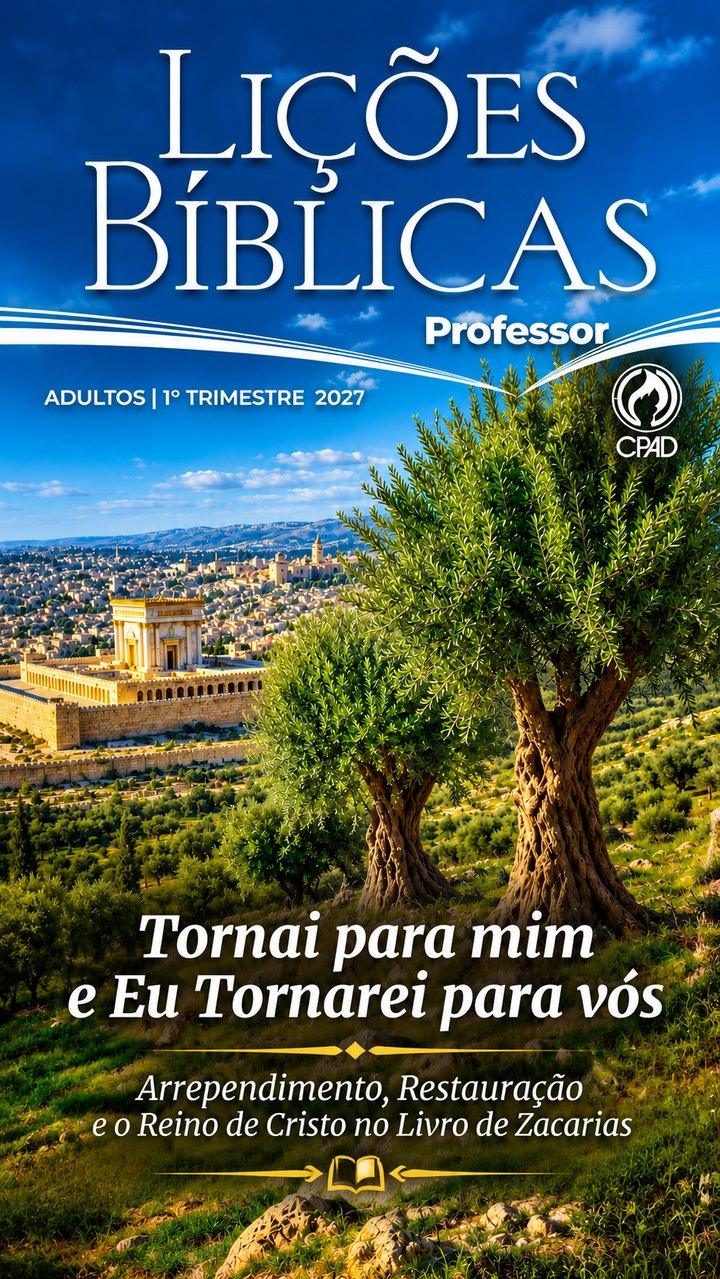 LIÇÕES
BÍBLICAS
Professor
ADULTOS | 1º TRIMESTRE 2027
CPAD
Tornai para mim
e Eu Tornarei para vós
Arrependimento, Restauração
e o Reino de Cristo no Livro de Zacarias